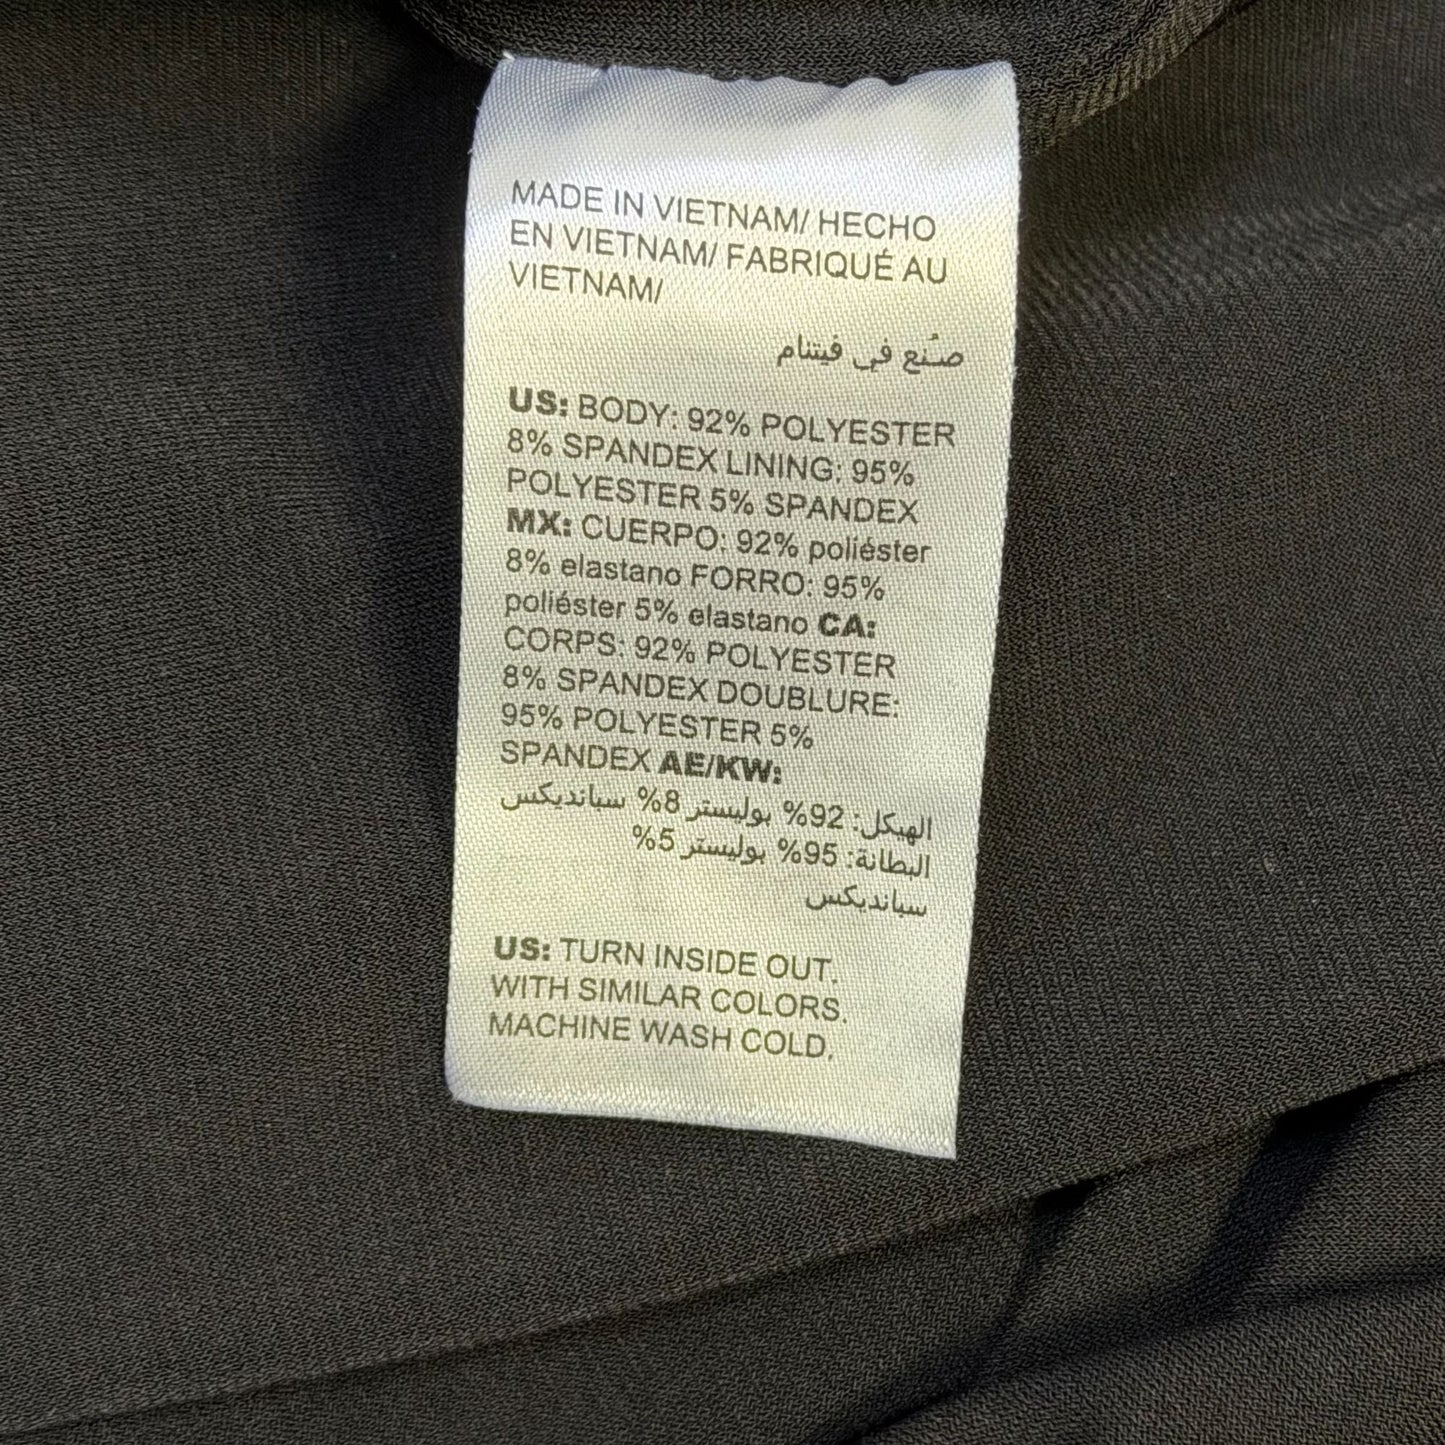 MADE IN VIETNAM/ HECHO
EN VIETNAM/ FABRIQUÉ AU
VIETNAM/
صُنع في فيتنام
US: BODY: 92% POLYESTER
8% SPANDEX LINING: 95%
POLYESTER 5% SPANDEX
MX: CUERPO: 92% poliéster
8% elastano FORRO: 95%
poliéster 5% elastano CA:
CORPS: 92% POLYESTER
8% SPANDEX DOUBLURE:
95% POLYESTER 5%
SPANDEX AE/KW:
الهيكل: 92% بوليستر 8% سبانديكس
البطانة: 95% بوليستر 5%
سبانديكس
US: TURN INSIDE OUT.
WITH SIMILAR COLORS.
MACHINE WASH COLD.